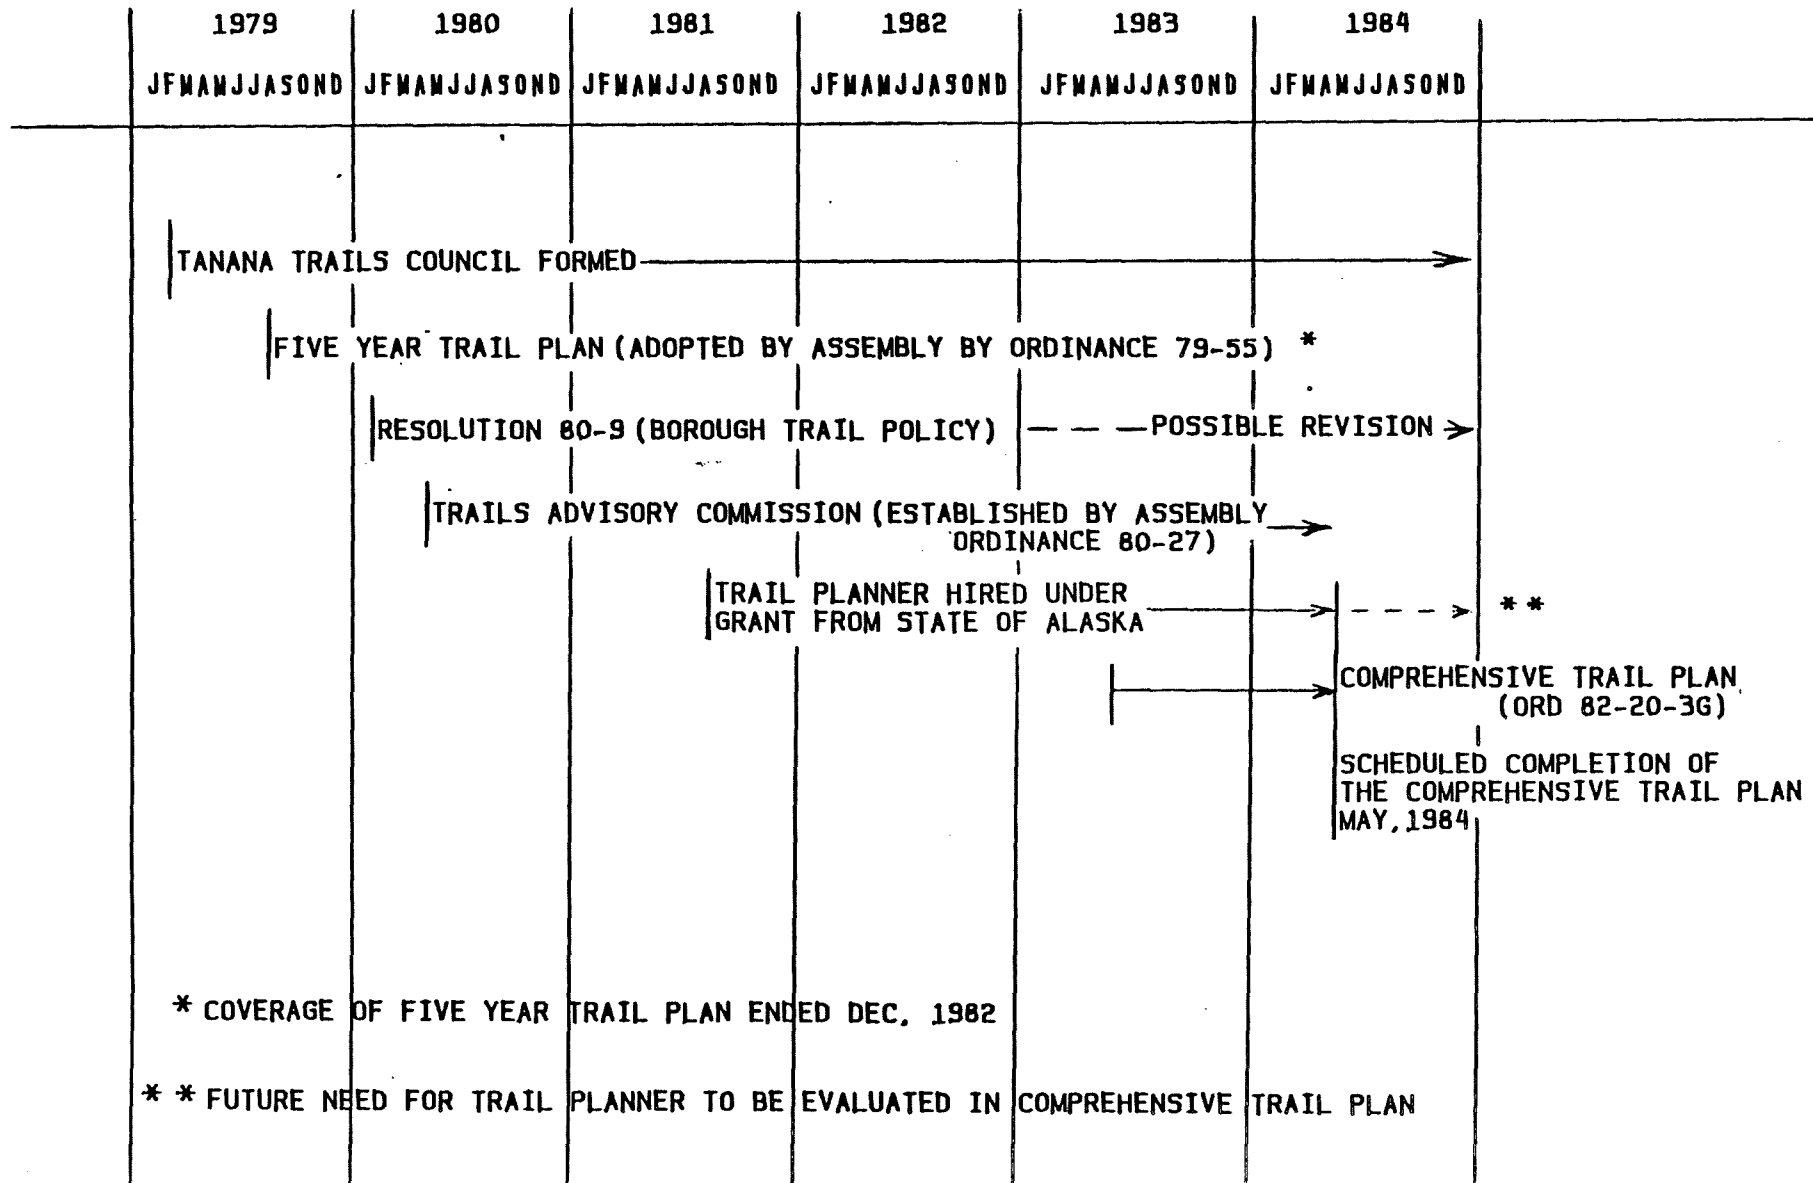 1979 1980 1981 1982 1983 1984
JFMAMJJASOND JFMAMJJASOND JFMAMJJASOND JFMAMJJASOND JFMAMJJASOND JFMAMJJASOND
TANANA TRAILS COUNCIL FORMED
FIVE YEAR TRAIL PLAN (ADOPTED BY ASSEMBLY BY ORDINANCE 79-55) *
RESOLUTION 80-9 (BOROUGH TRAIL POLICY) POSSIBLE REVISION
TRAILS ADVISORY COMMISSION (ESTABLISHED BY ASSEMBLY
ORDINANCE 80-27)
TRAIL PLANNER HIRED UNDER
GRANT FROM STATE OF ALASKA
* *
COMPREHENSIVE TRAIL PLAN
(ORD 82-20-3G)
SCHEDULED COMPLETION OF
THE COMPREHENSIVE TRAIL PLAN
MAY, 1984
* COVERAGE OF FIVE YEAR TRAIL PLAN ENDED DEC. 1982
* * FUTURE NEED FOR TRAIL PLANNER TO BE EVALUATED IN COMPREHENSIVE TRAIL PLAN